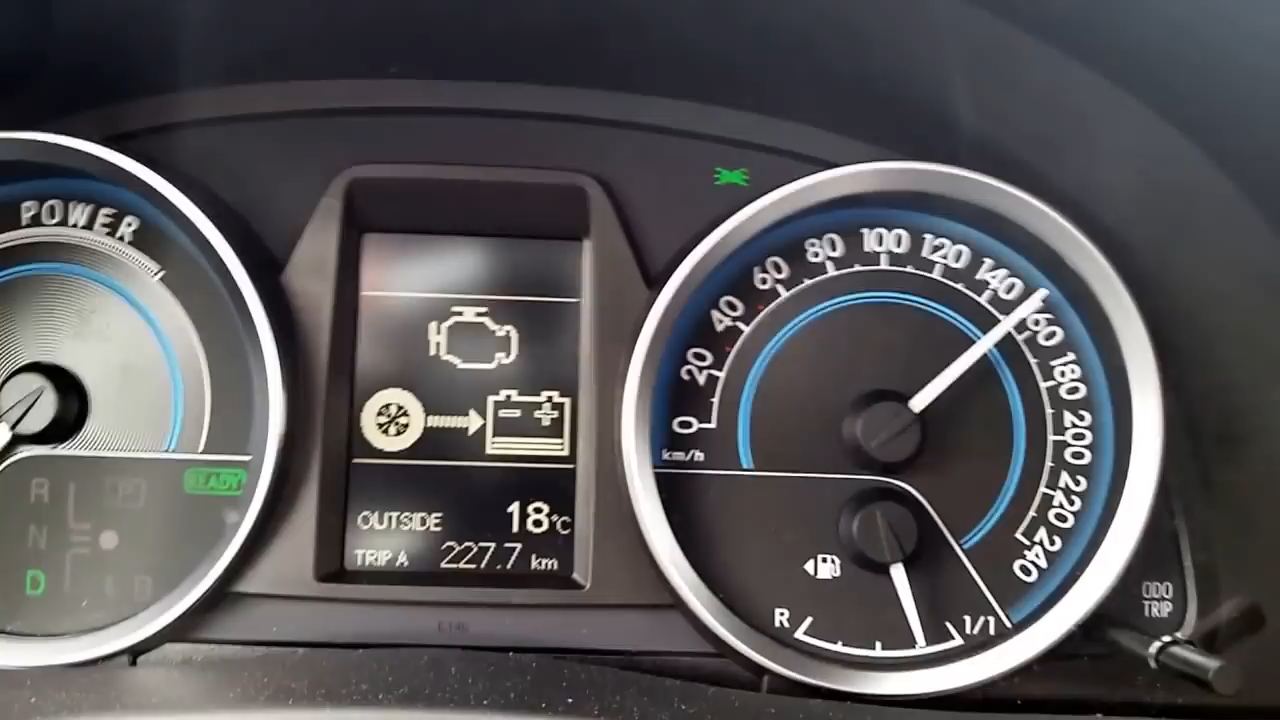 POWER
READY
R
N
D
B
OUTSIDE 18°C
TRIP A 227.7 km
0
20
40
60
80
100
120
140
160
180
200
220
240
km/h
R
1/1
ODO
TRIP